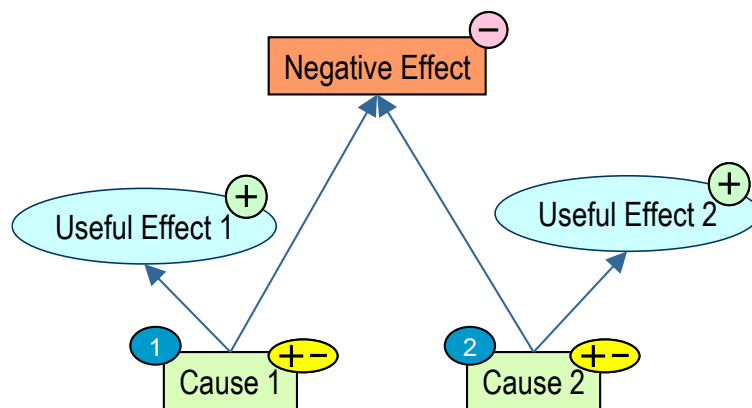 −
Negative Effect
+
Useful Effect 1
+
Useful Effect 2
1
+−
Cause 1
2
+−
Cause 2